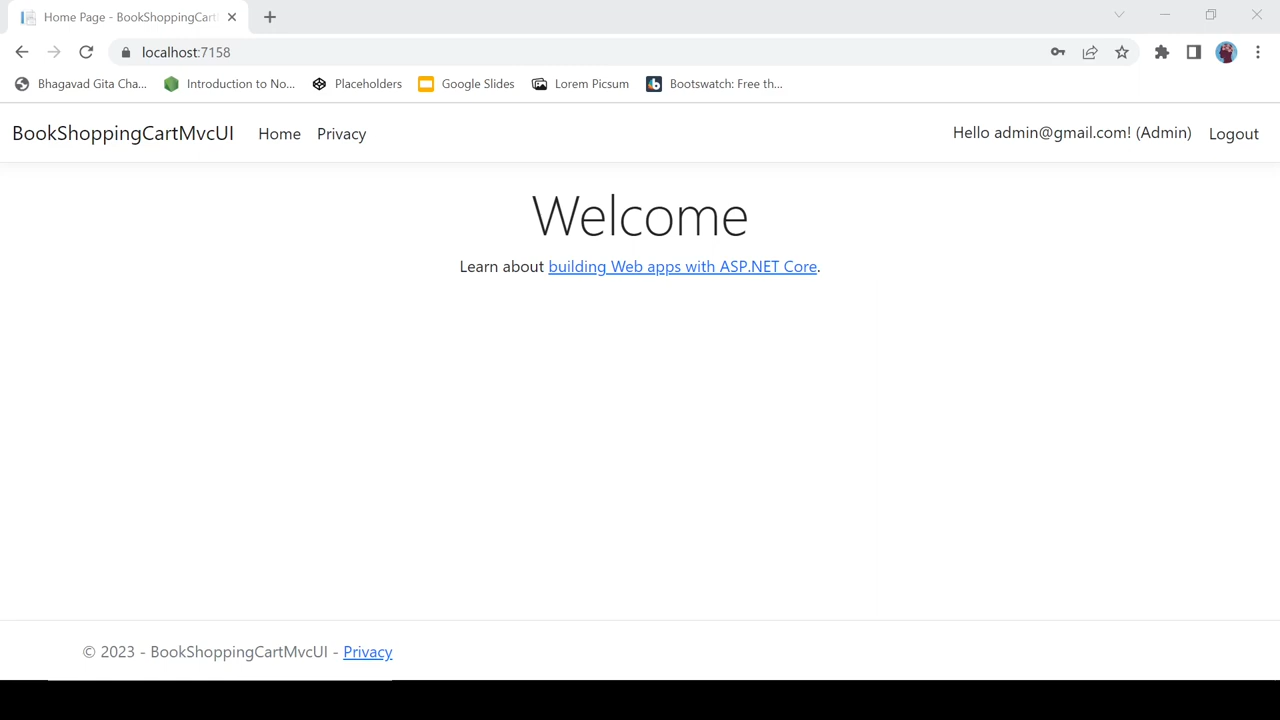 Home Page - BookShoppingCart
localhost:7158
Bhagavad Gita Cha... Introduction to No... Placeholders Google Slides Lorem Picsum Bootswatch: Free th...
BookShoppingCartMvcUI Home Privacy Hello admin@gmail.com! (Admin) Logout
Welcome
Learn about building Web apps with ASP.NET Core.
© 2023 - BookShoppingCartMvcUI - Privacy